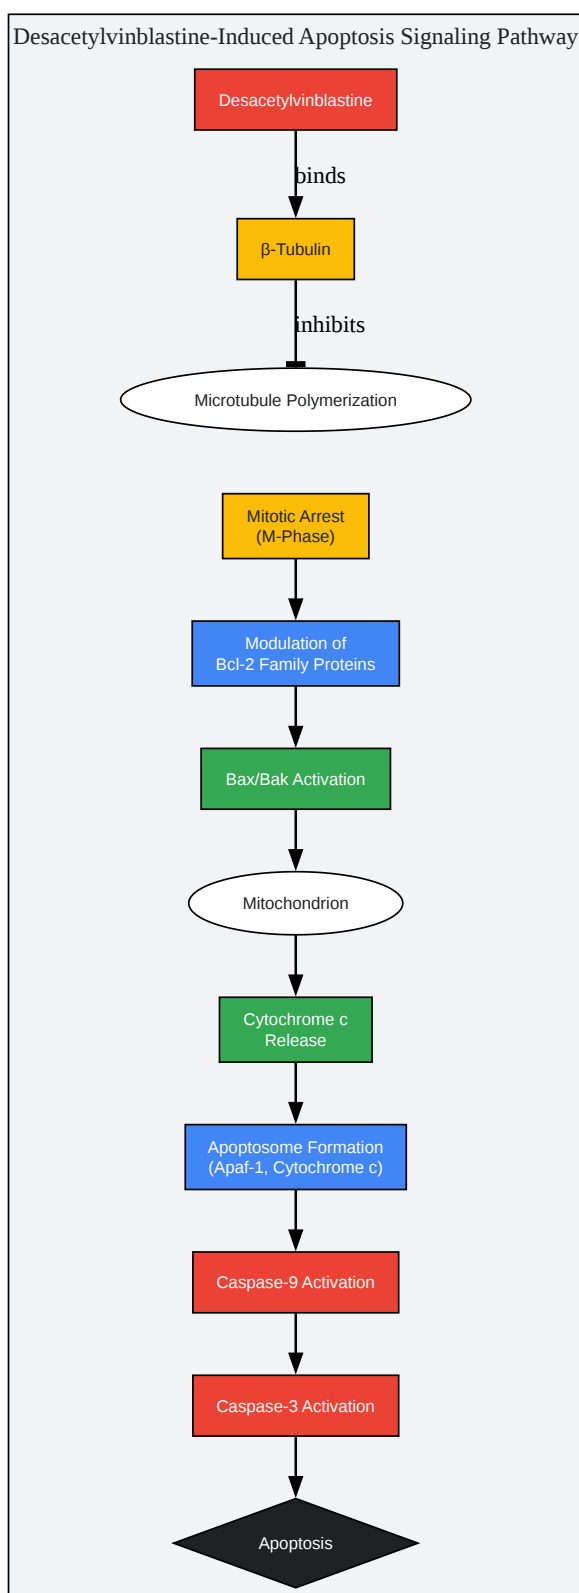 Desacetylvinblastine-Induced Apoptosis Signaling Pathway
Desacetylvinblastine
binds
β-Tubulin
inhibits
Microtubule Polymerization
Mitotic Arrest
(M-Phase)
Modulation of
Bcl-2 Family Proteins
Bax/Bak Activation
Mitochondrion
Cytochrome c
Release
Apoptosome Formation
(Apaf-1, Cytochrome c)
Caspase-9 Activation
Caspase-3 Activation
Apoptosis